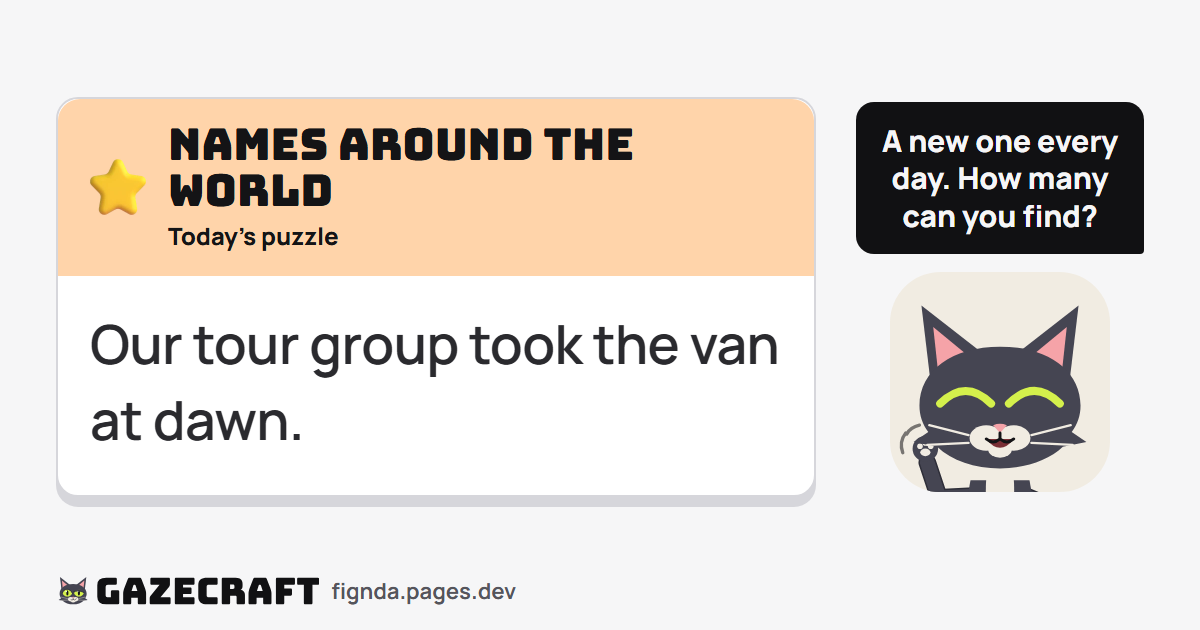 NAMES AROUND THE
WORLD
Today's puzzle
Our tour group took the van
at dawn.
A new one every
day. How many
can you find?
GAZECRAFT fignda.pages.dev